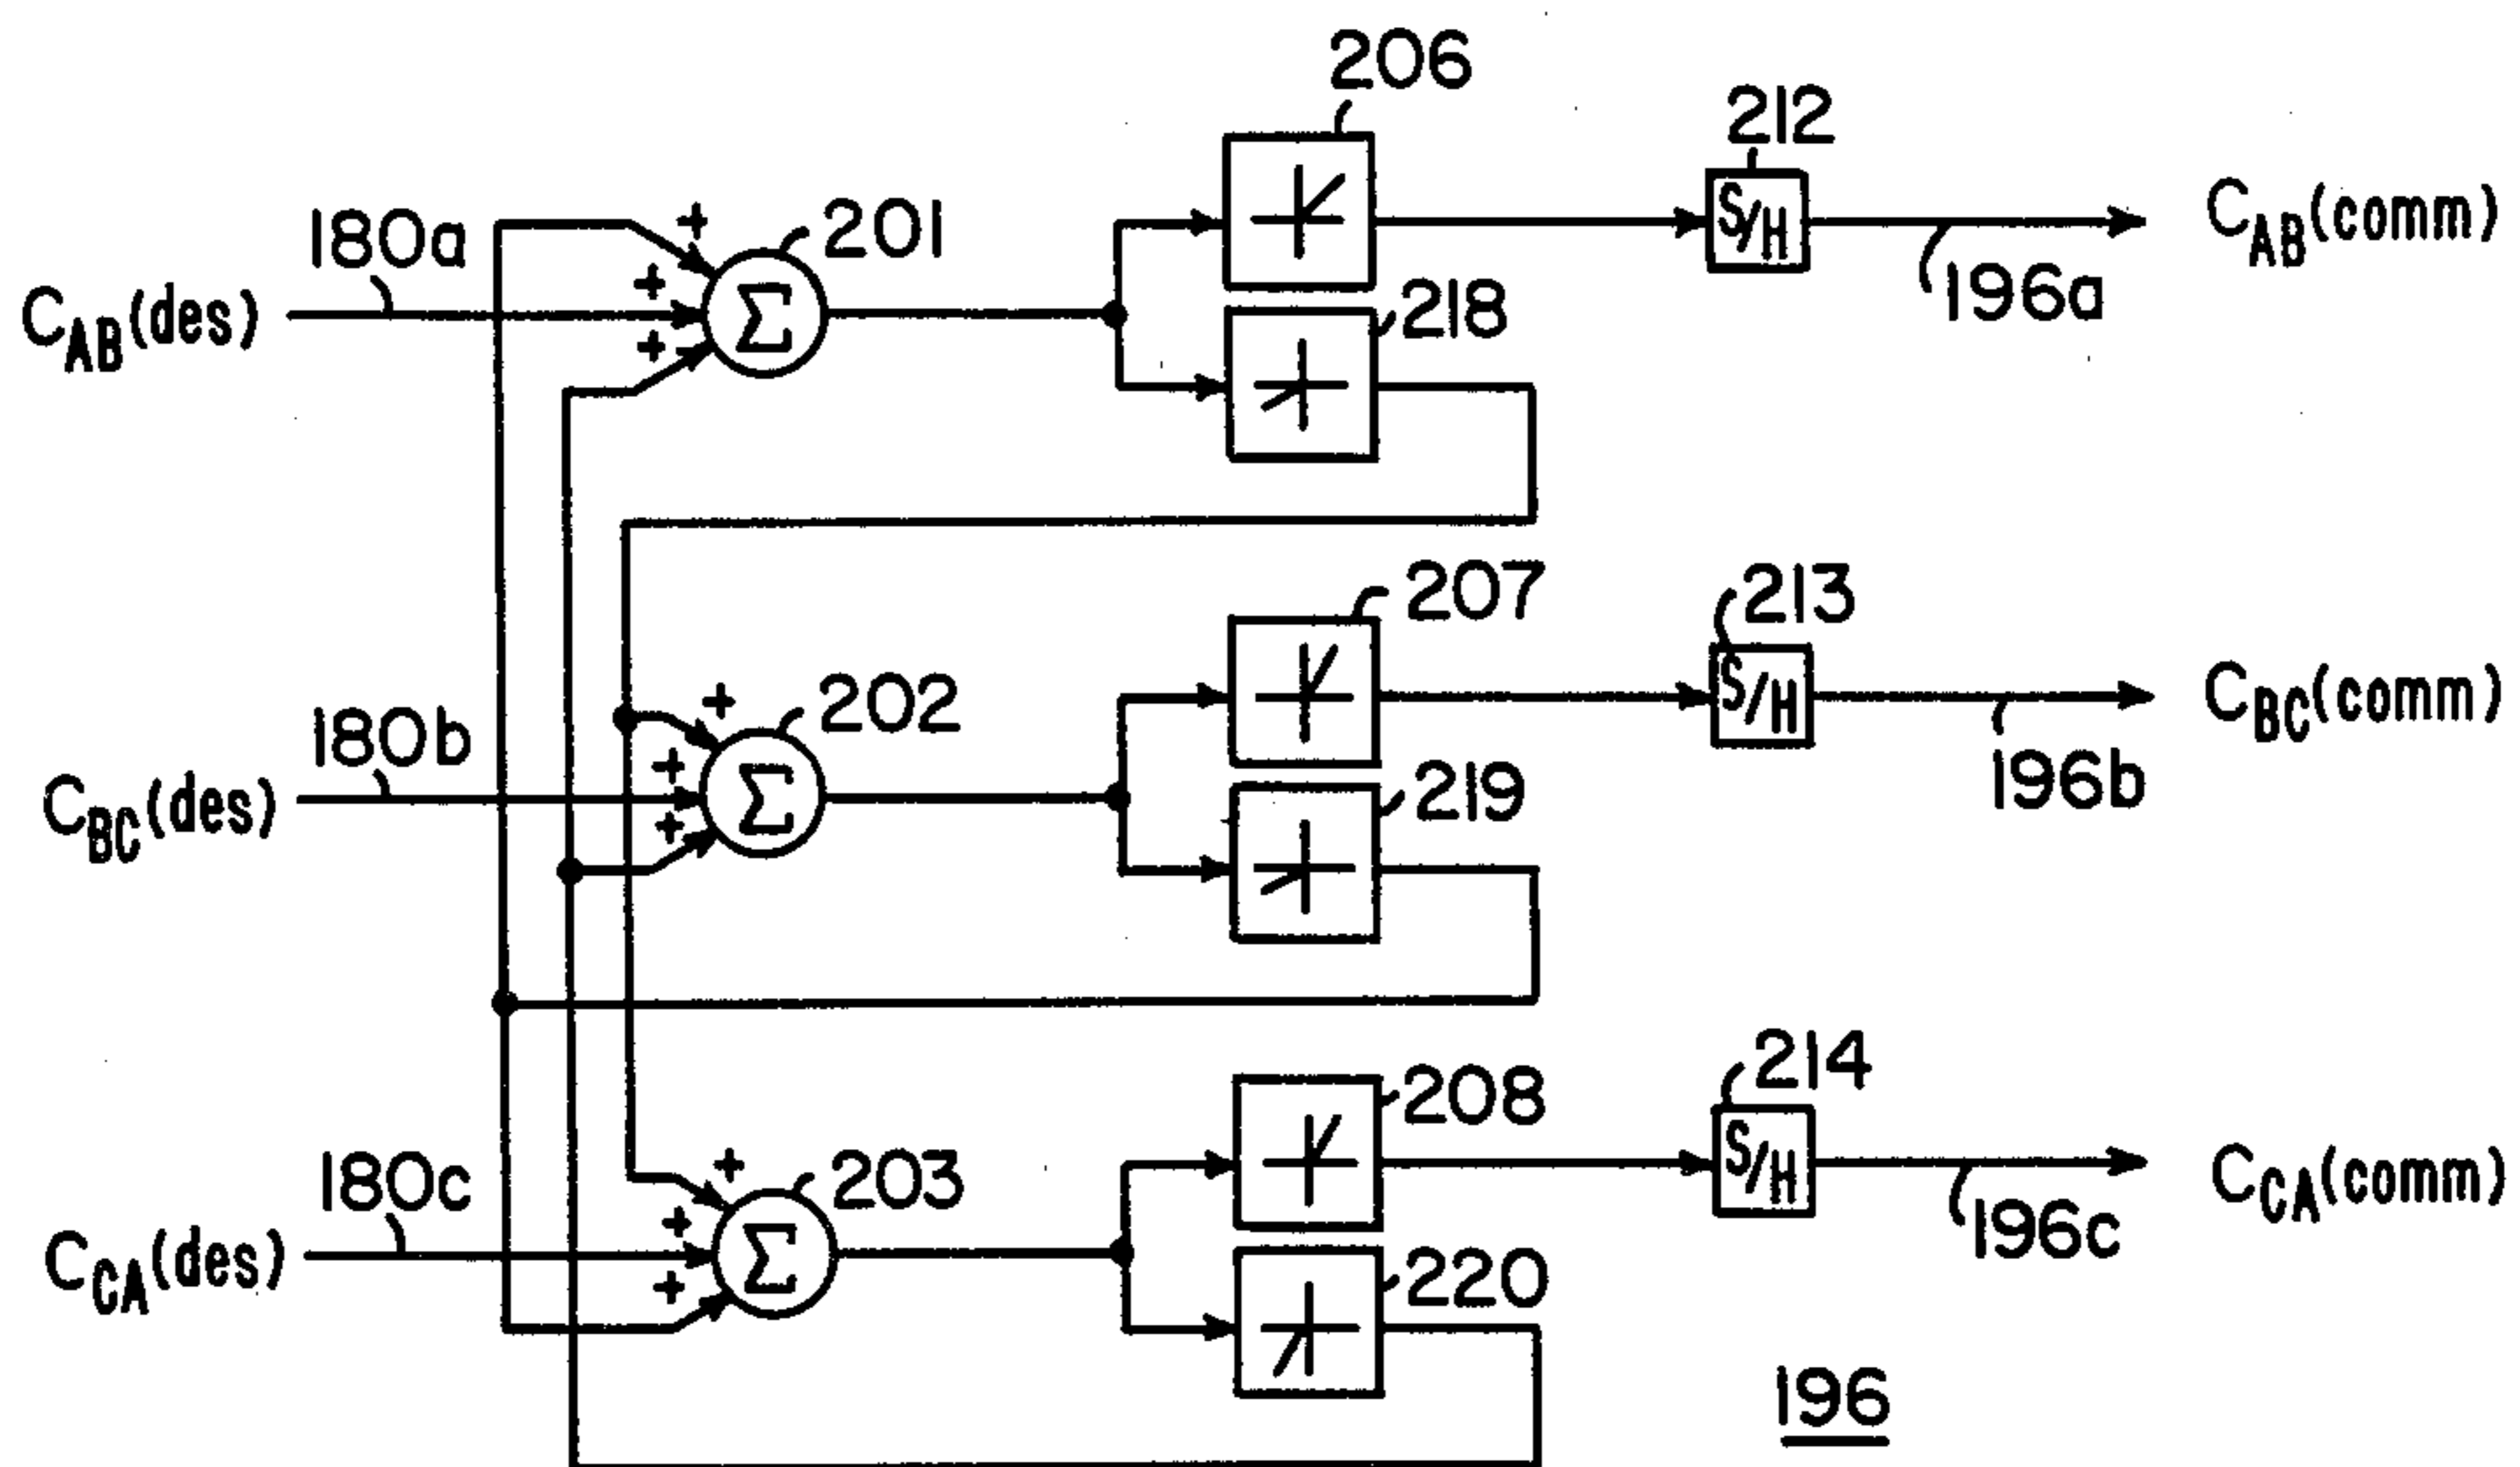 206
212
180a
+
201
S/H
C_AB(comm)
+
C_AB(des)
Σ
196a
+
218
207
213
+
202
S/H
C_BC(comm)
180b
+
219
196b
C_BC(des)
Σ
+
208
214
+
203
S/H
C_CA(comm)
180c
+
196c
C_CA(des)
Σ
220
+
196